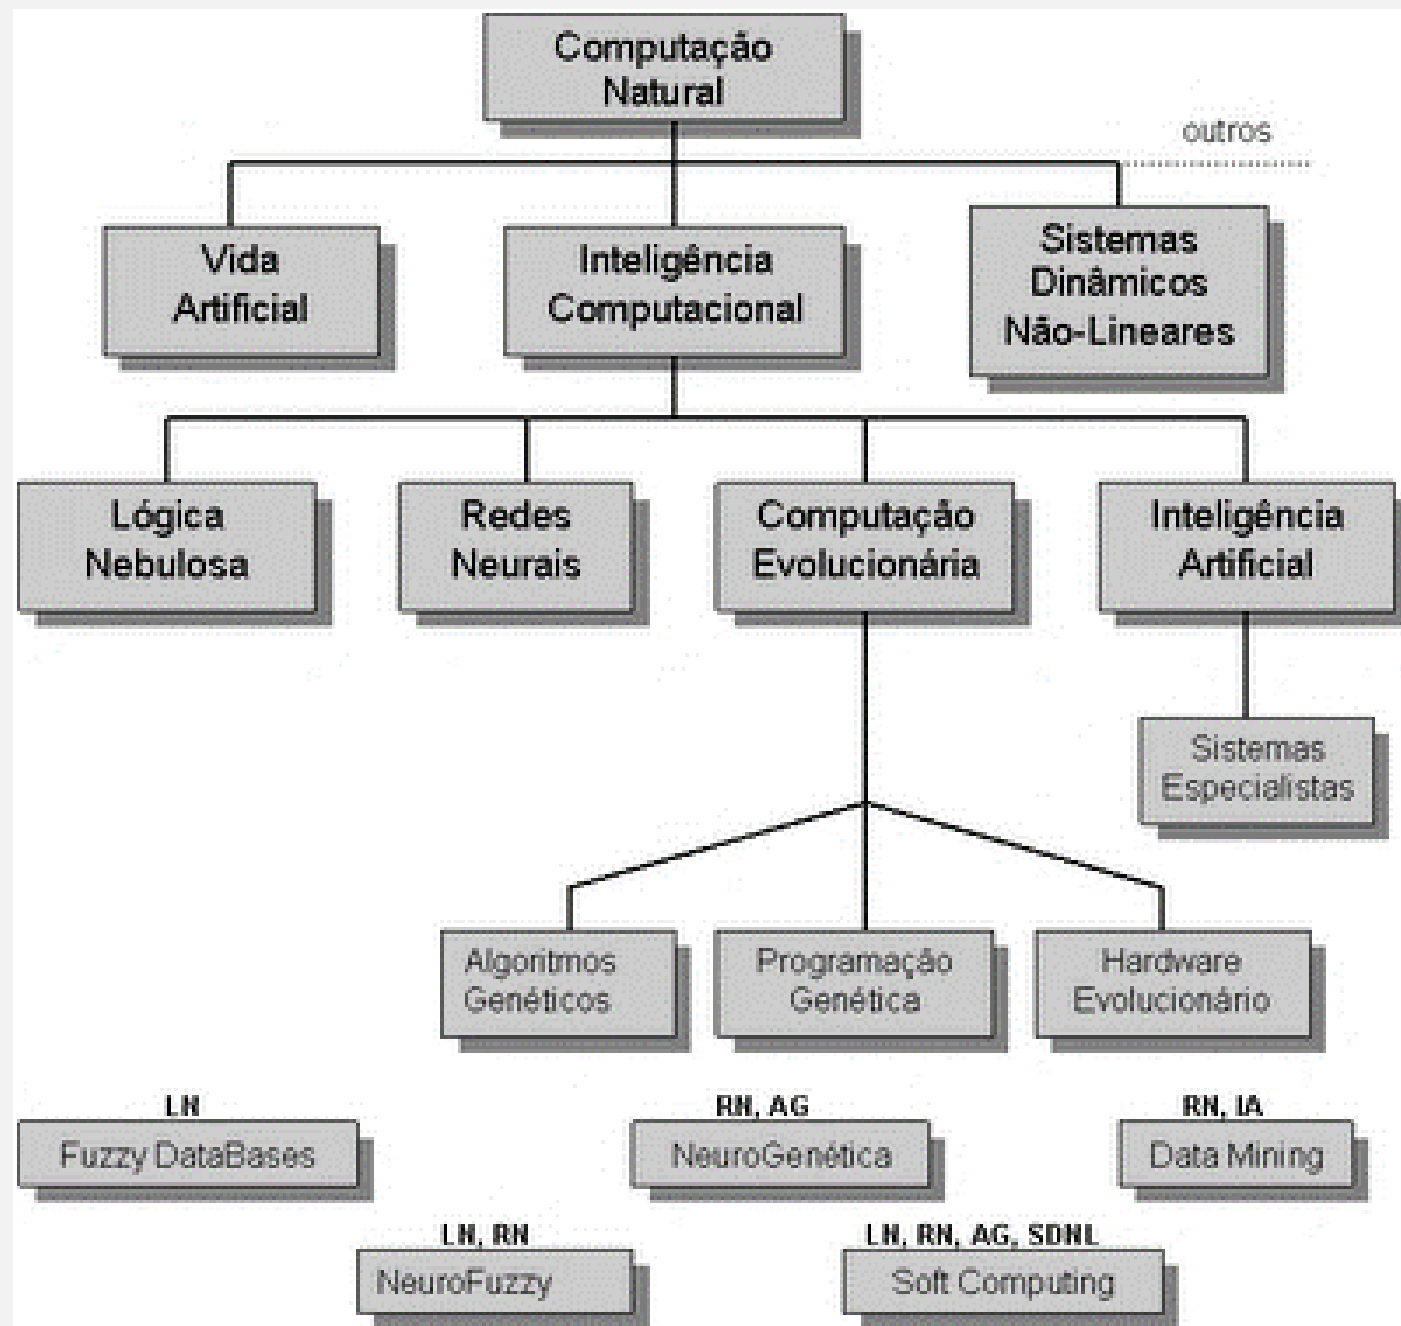 Computação
Natural
outros
Vida
Artificial
Inteligência
Computacional
Sistemas
Dinâmicos
Não-Lineares
Lógica
Nebulosa
Redes
Neurais
Computação
Evolucionária
Inteligência
Artificial
Sistemas
Especialistas
Algoritmos
Genéticos
Programação
Genética
Hardware
Evolucionário
LN
Fuzzy DataBases
RN, AG
NeuroGenética
RN, IA
Data Mining
LN, RN
NeuroFuzzy
LN, RN, AG, SDNL
Soft Computing